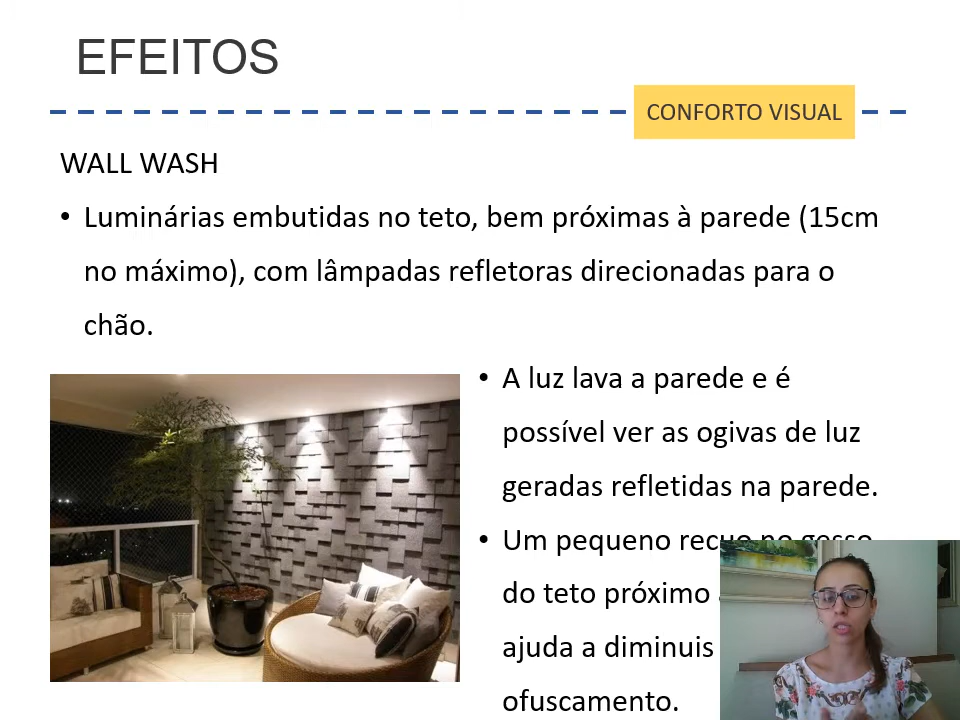 EFEITOS
CONFORTO VISUAL
WALL WASH
• Luminárias embutidas no teto, bem próximas à parede (15cm
no máximo), com lâmpadas refletoras direcionadas para o
chão.
• A luz lava a parede e é
possível ver as ogivas de luz
geradas refletidas na parede.
• Um pequeno recuo no gesso
do teto próximo
ajuda a diminuis
ofuscamento.